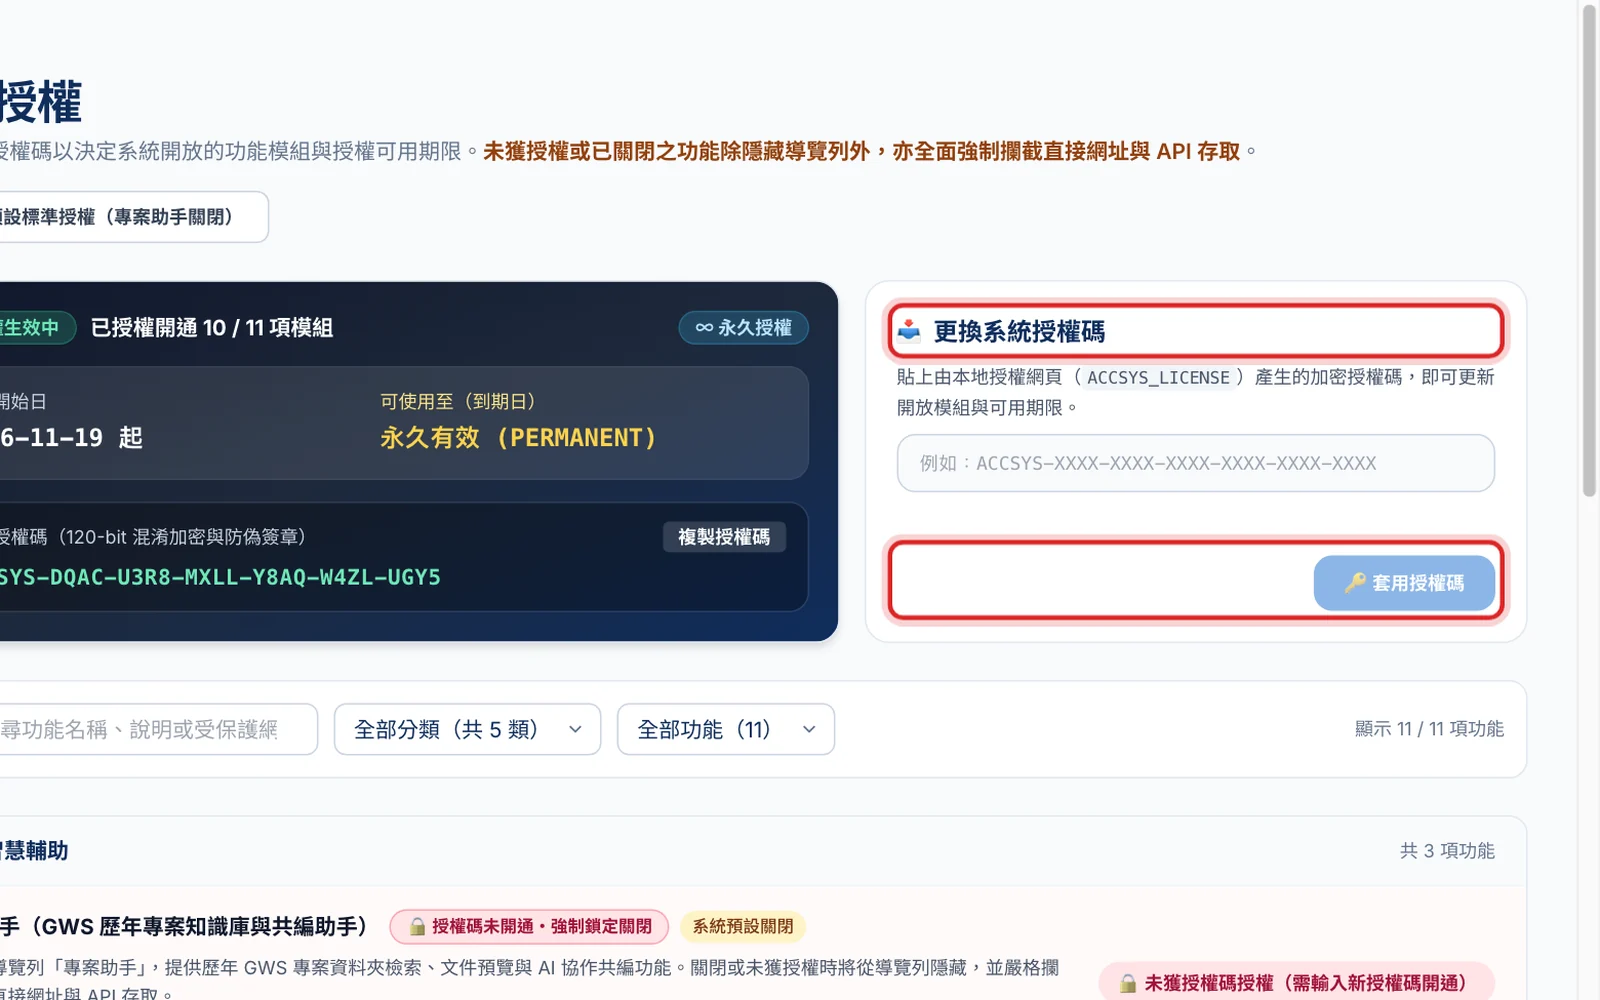 授權
授權碼以決定系統開放的功能模組與授權可用期限。未獲授權或已關閉之功能除隱藏導覽列外，亦全面強制攔截直接網址與 API 存取。
設標準授權（專案助手關閉）
生效中
已授權開通 10 / 11 項模組
∞ 永久授權
開始日
6-11-19 起
可使用至（到期日）
永久有效 (PERMANENT)
授權碼（120-bit 混淆加密與防偽簽章）
複製授權碼
SYS-DQAC-U3R8-MXLL-Y8AQ-W4ZL-UGY5
📥 更換系統授權碼
貼上由本地授權網頁（ ACCSYS_LICENSE ）產生的加密授權碼，即可更新
開放模組與可用期限。
例如：ACCSYS-XXXX-XXXX-XXXX-XXXX-XXXX-XXXX
🔑 套用授權碼
尋功能名稱、說明或受保護網
全部分類（共 5 類）
全部功能（11）
顯示 11 / 11 項功能
智慧輔助
共 3 項功能
手（GWS 歷年專案知識庫與共編助手）
🔒 授權碼未開通・強制鎖定關閉
系統預設關閉
導覽列「專案助手」，提供歷年 GWS 專案資料夾檢索、文件預覽與 AI 協作共編功能。關閉或未獲授權時將從導覽列隱藏，並嚴格攔
直接網址與 API 存取。
🔒 未獲授權碼授權（需輸入新授權碼開通）